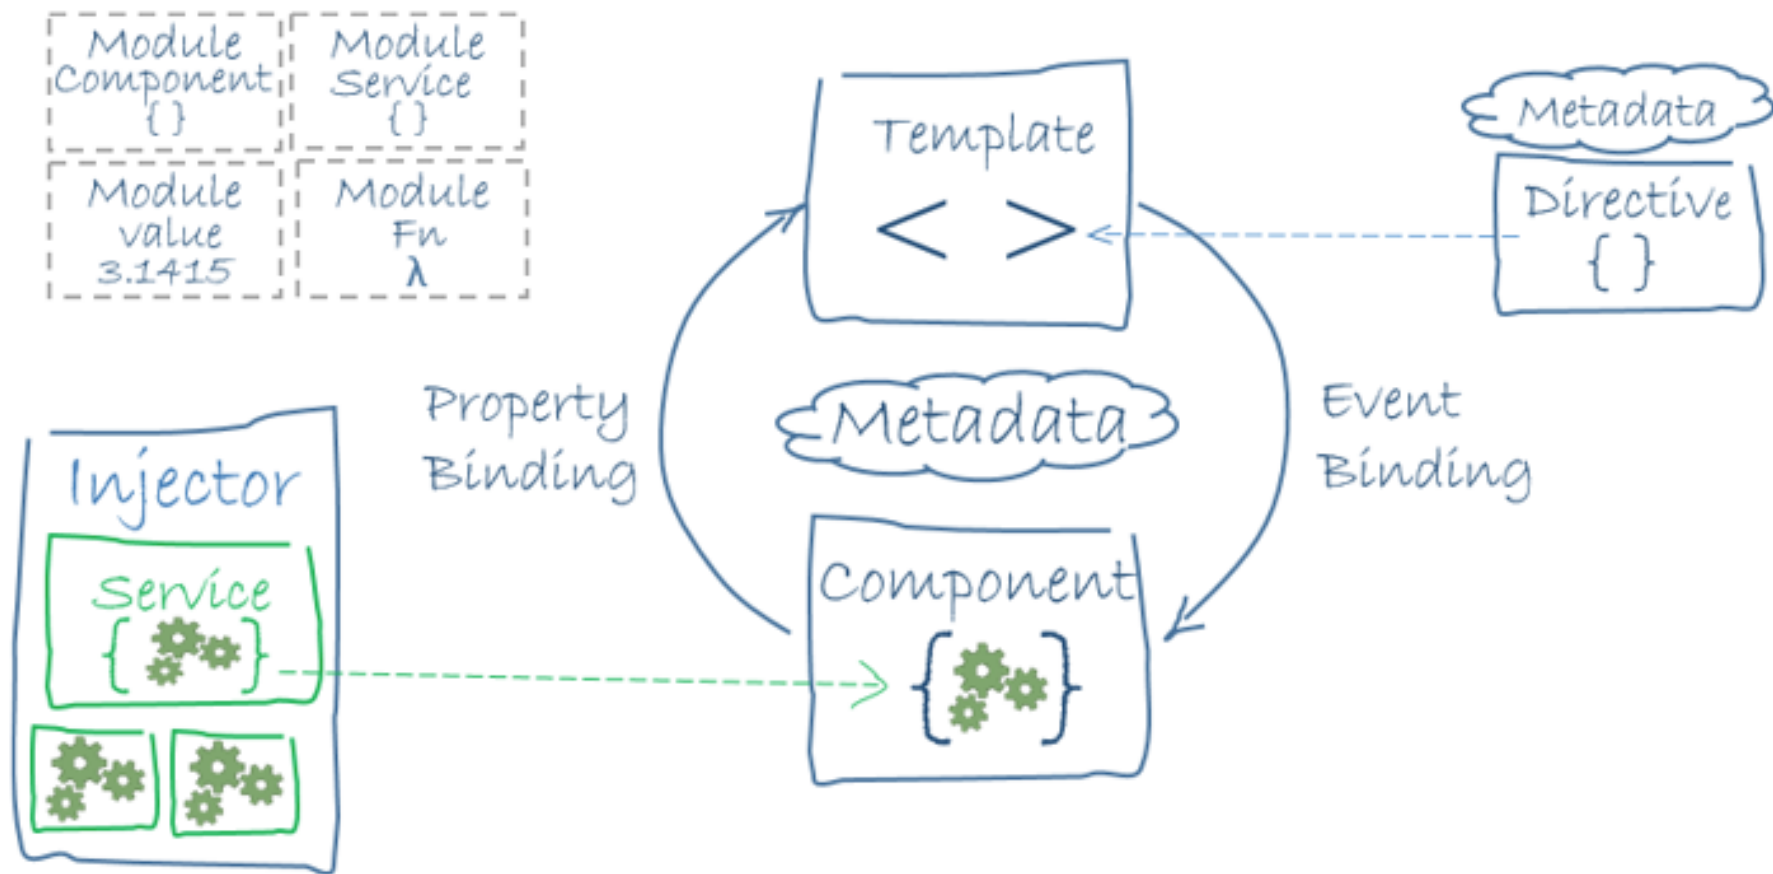 Module
Component
{ }
Module
Service
{ }
Module
value
3.1415
Module
Fn
λ
Template
< >
Metadata
Directive
{ }
Property
Binding
Metadata
Event
Binding
Injector
Service
{ }
Component
{ }